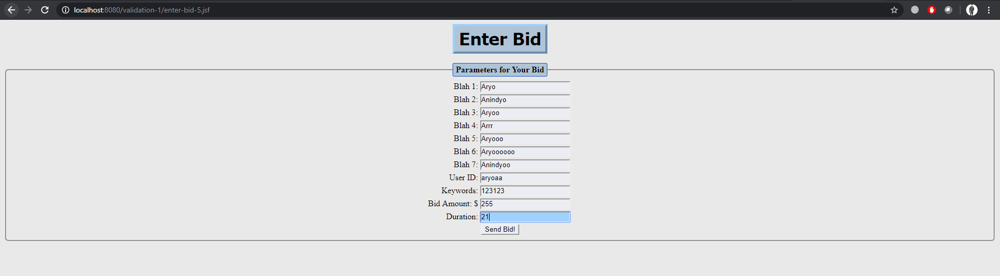 localhost:8080/validation-1/enter-bid-5.jsf
Enter Bid
Parameters for Your Bid
Blah 1: Aryo
Blah 2: Anindyo
Blah 3: Aryoo
Blah 4: Arrr
Blah 5: Aryooo
Blah 6: Aryoooooo
Blah 7: Anindyoo
User ID: aryoaa
Keywords: 123123
Bid Amount: $ 255
Duration: 21
Send Bid!